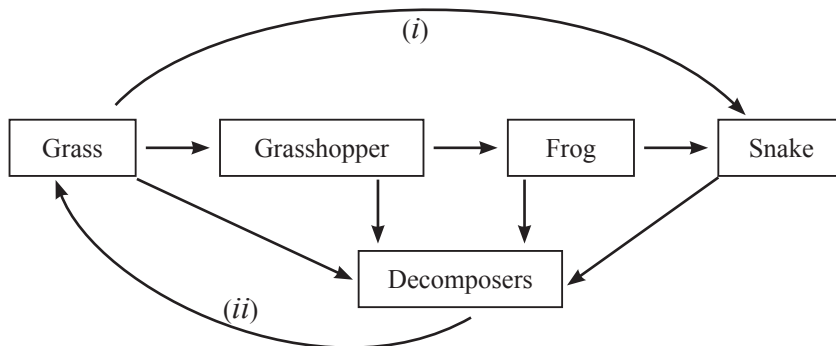 (i)
Grass
Grasshopper
Frog
Snake
Decomposers
(ii)